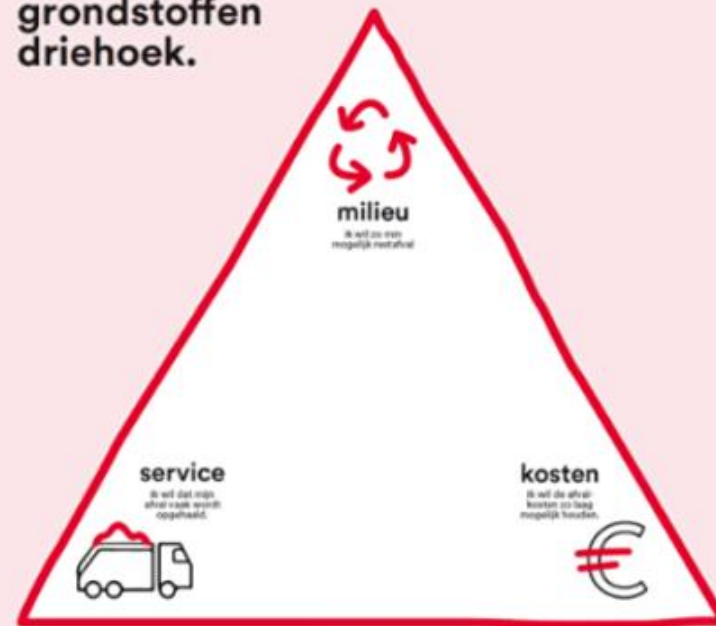 grondstoffen
driehoek.
milieu
ik wil zo min
mogelijk restafval
service
ik wil dat mijn
afval vaak wordt
opgehaald.
kosten
ik wil de afval-
kosten zo laag
mogelijk houden.